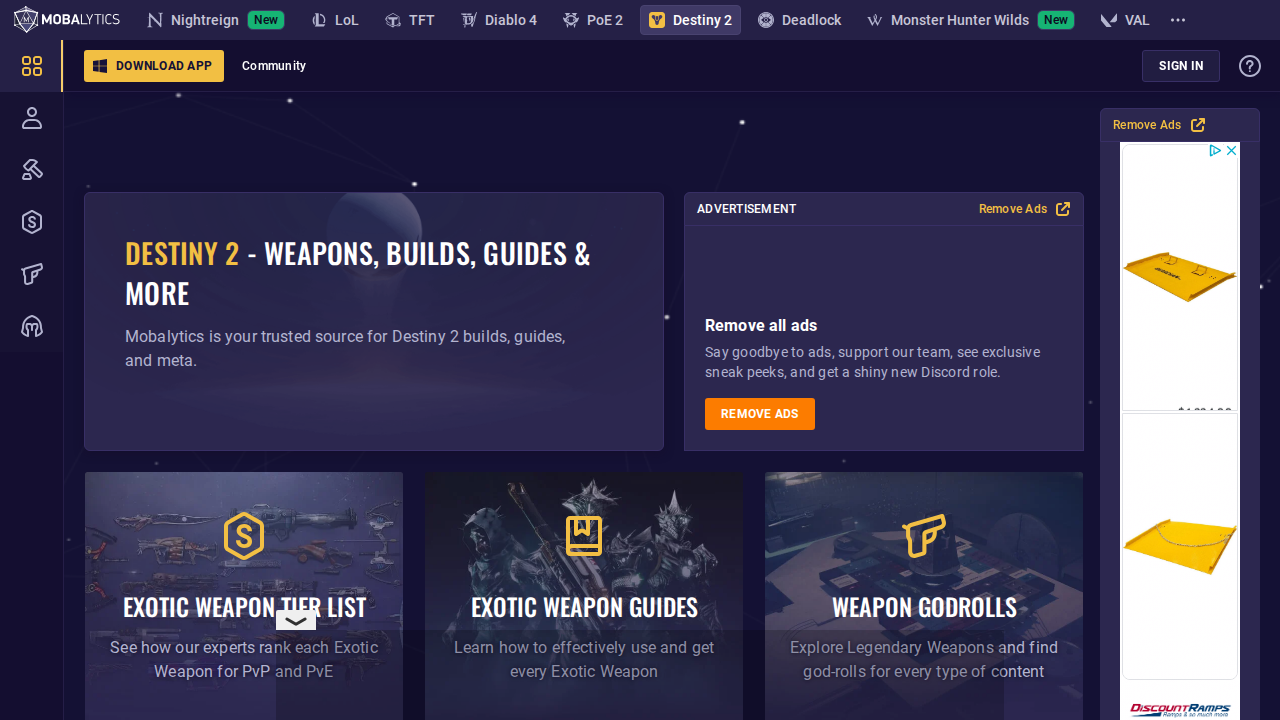 MOBALYTICS
Nightreign New
LoL
TFT
Diablo 4
PoE 2
Destiny 2
Deadlock
Monster Hunter Wilds New
VAL
DOWNLOAD APP
Community
SIGN IN
Remove Ads
DESTINY 2 - WEAPONS, BUILDS, GUIDES &
MORE
Mobalytics is your trusted source for Destiny 2 builds, guides,
and meta.
ADVERTISEMENT
Remove Ads
Remove all ads
Say goodbye to ads, support our team, see exclusive
sneak peeks, and get a shiny new Discord role.
REMOVE ADS
EXOTIC WEAPON TIER LIST
See how our experts rank each Exotic
Weapon for PvP and PvE
EXOTIC WEAPON GUIDES
Learn how to effectively use and get
every Exotic Weapon
WEAPON GODROLLS
Explore Legendary Weapons and find
god-rolls for every type of content
DISCOUNTRAMPS
Ramps & so much more